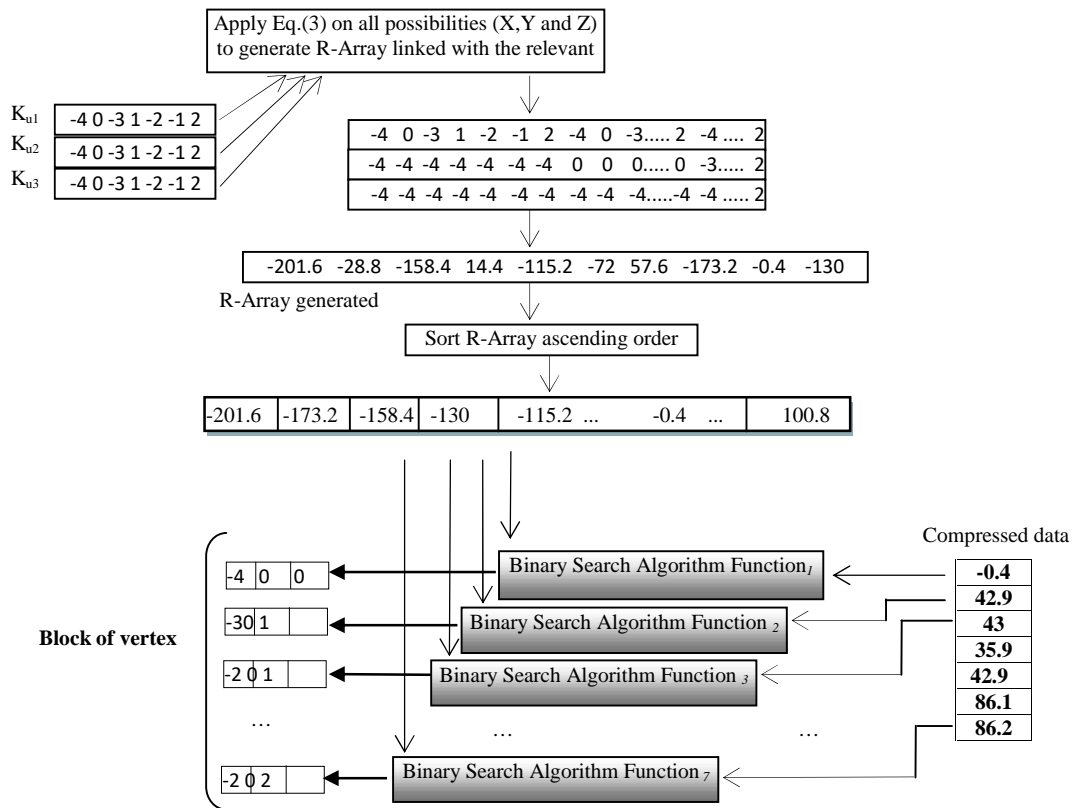 Apply Eq.(3) on all possibilities (X,Y and Z)
to generate R-Array linked with the relevant
Ku1
-4 0 -3 1 -2 -1 2
Ku2
-4 0 -3 1 -2 -1 2
Ku3
-4 0 -3 1 -2 -1 2
-4 0 -3 1 -2 -1 2 -4 0 -3..... 2 -4 .... 2
-4 -4 -4 -4 -4 -4 -4 0 0 0..... 0 -3..... 2
-4 -4 -4 -4 -4 -4 -4 -4 -4 -4.....-4 -4 ..... 2
-201.6 -28.8 -158.4 14.4 -115.2 -72 57.6 -173.2 -0.4 -130
R-Array generated
Sort R-Array ascending order
-201.6 -173.2 -158.4 -130 -115.2 ... -0.4 ... 100.8
Compressed data
-0.4
42.9
43
35.9
42.9
86.1
86.2
Binary Search Algorithm Function1
-4 0 0
Binary Search Algorithm Function 2
-30 1
Block of vertex
Binary Search Algorithm Function 3
-2 0 1
... ... ...
Binary Search Algorithm Function 7
-2 0 2